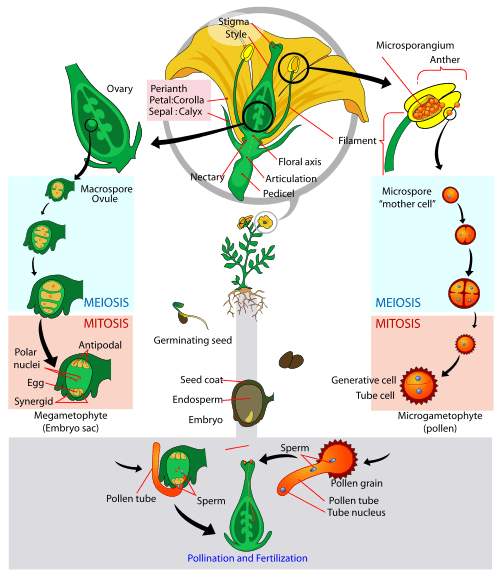 Stigma
Style
Microsporangium
Anther
Ovary
Perianth
Petal:Corolla
Sepal : Calyx
Filament
Nectary
Floral axis
Articulation
Pedicel
Macrospore
Ovule
Microspore
“mother cell”
MEIOSIS
MEIOSIS
MITOSIS
MITOSIS
Germinating seed
Polar
nuclei
Antipodal
Egg
Synergid
Megametophyte
(Embryo sac)
Seed coat
Endosperm
Embryo
Generative cell
Tube cell
Microgametophyte
(pollen)
Pollen tube
Sperm
Sperm
Pollen grain
Pollen tube
Tube nucleus
Pollination and Fertilization